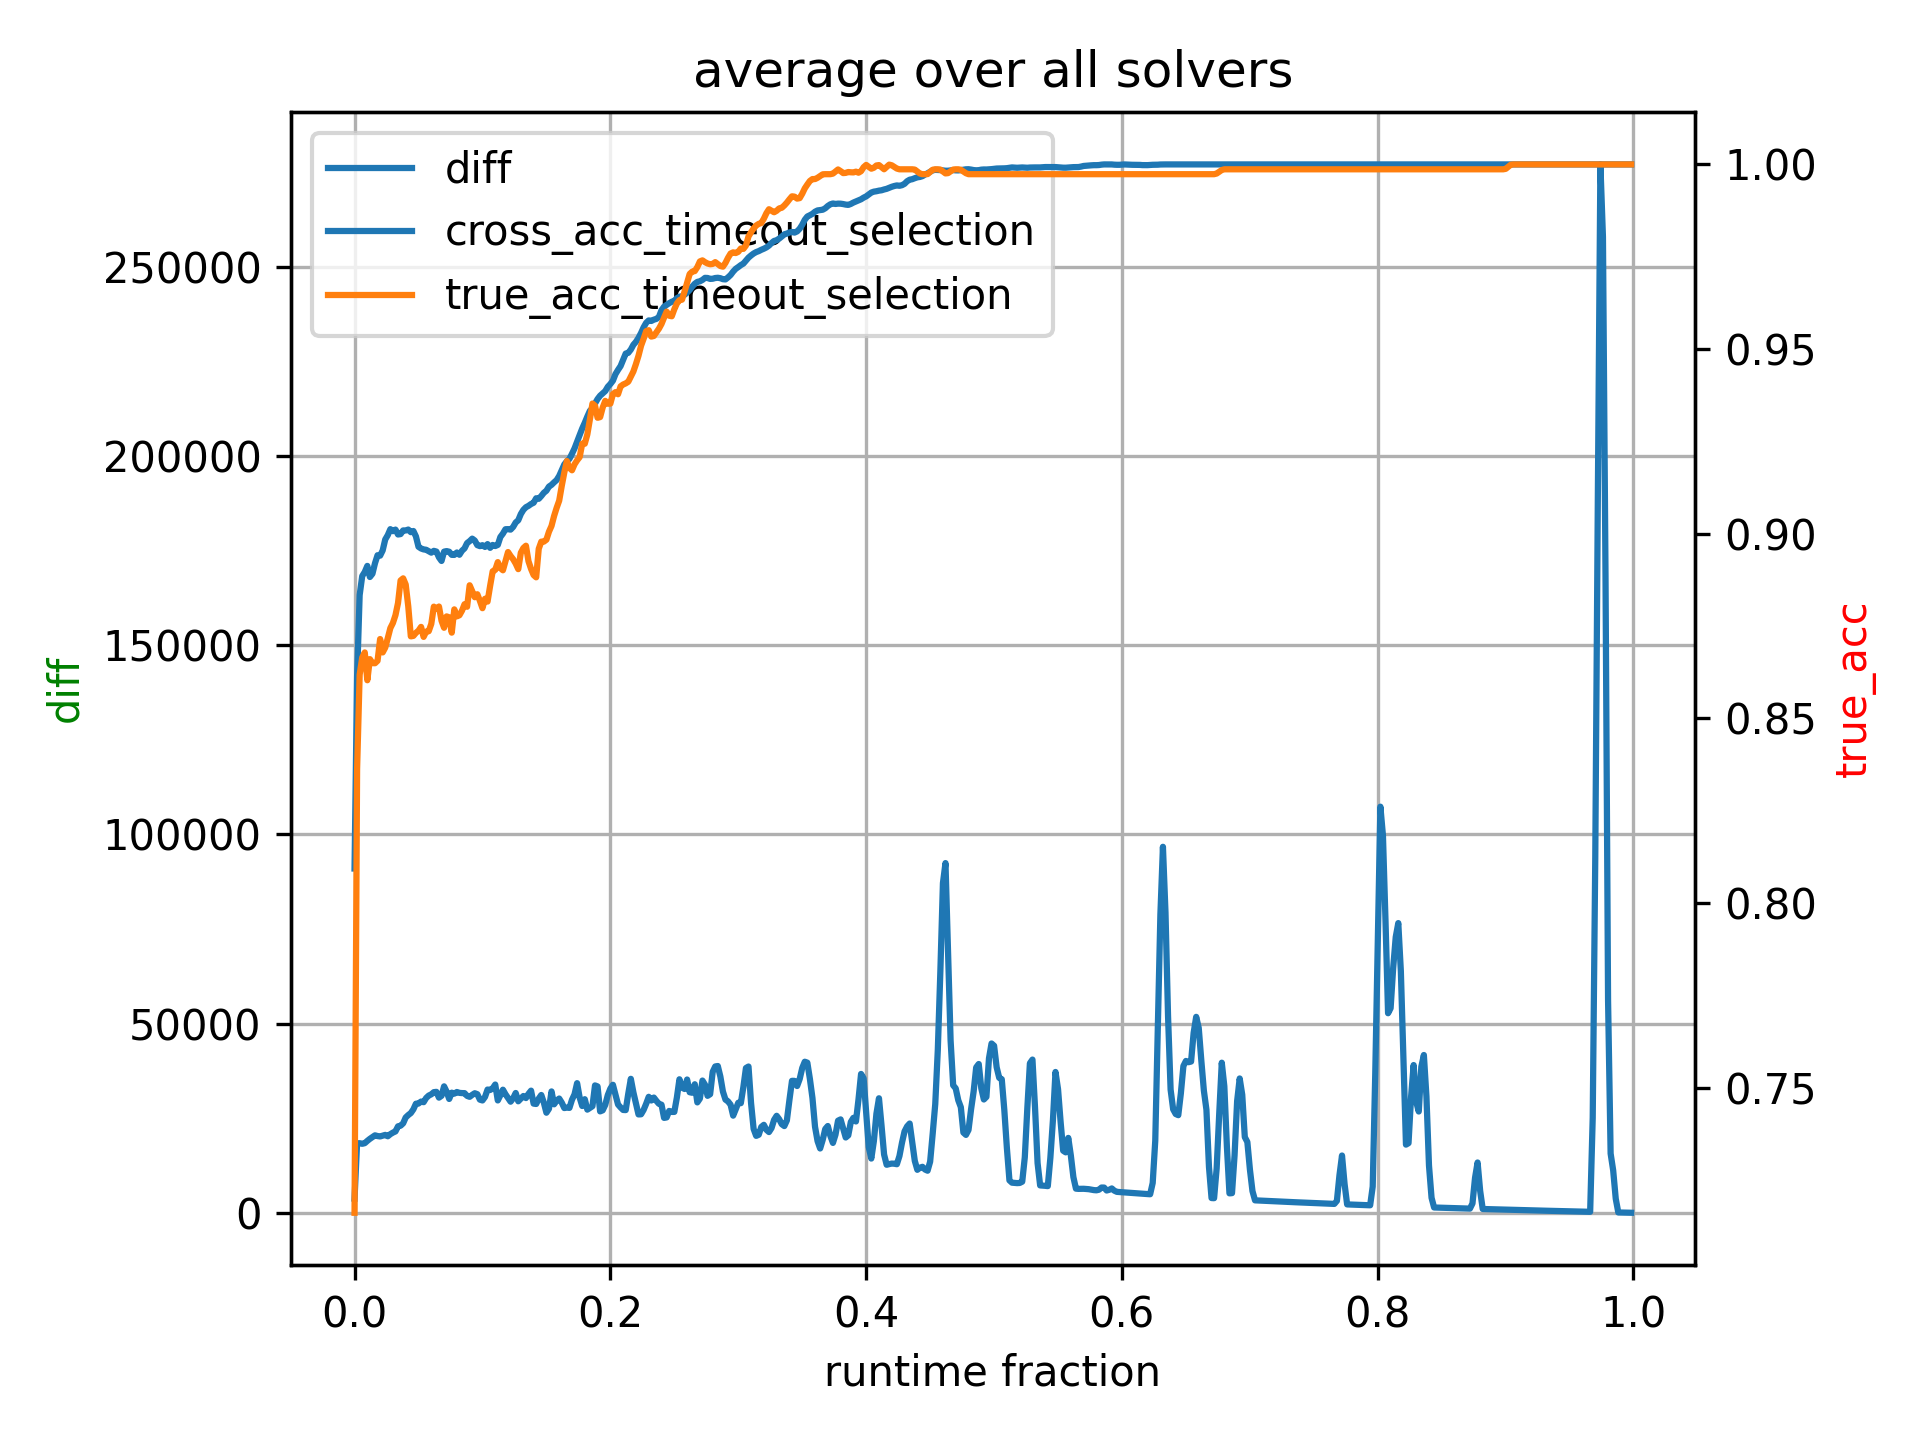 average over all solvers
diff
cross_acc_timeout_selection
true_acc_timeout_selection
250000
200000
150000
100000
50000
0
diff
1.00
0.95
0.90
0.85
0.80
0.75
true_acc
0.0 0.2 0.4 0.6 0.8 1.0
runtime fraction